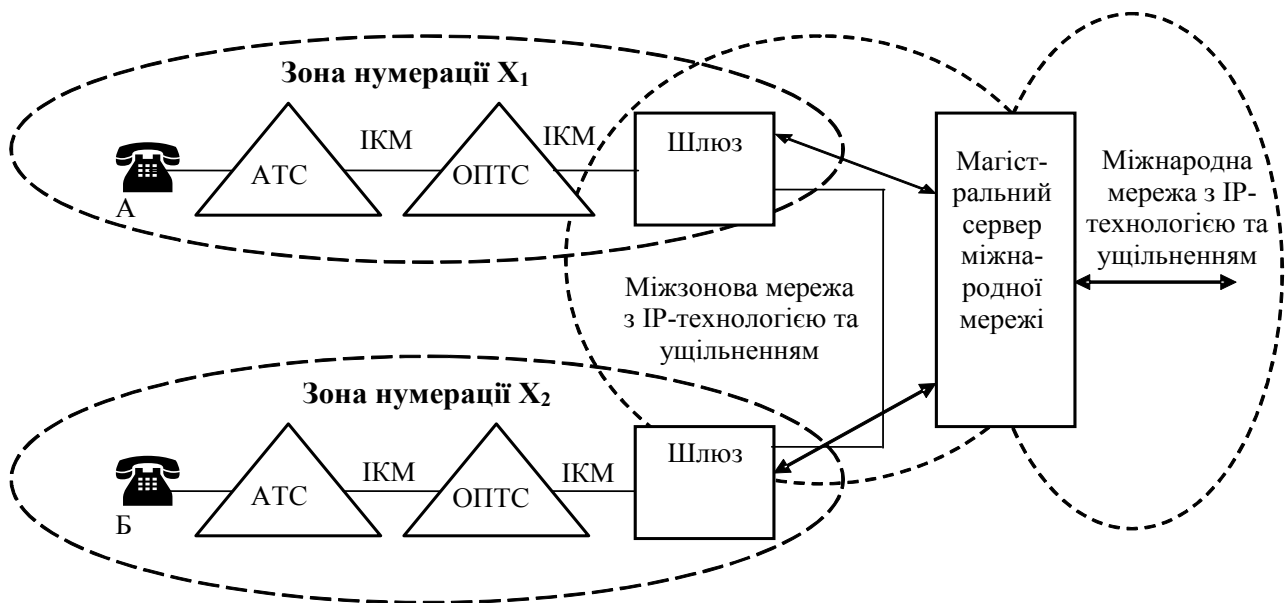 Зона нумерації X1
ІКМ
ІКМ
АТС
ОПТС
Шлюз
А
Магіст-
ральний
сервер
міжна-
родної
мережі
Міжнародна
мережа з IP-
технологією та
ущільненням
Міжзонова мережа
з IP-технологією та
ущільненням
Зона нумерації X2
ІКМ
ІКМ
АТС
ОПТС
Шлюз
Б